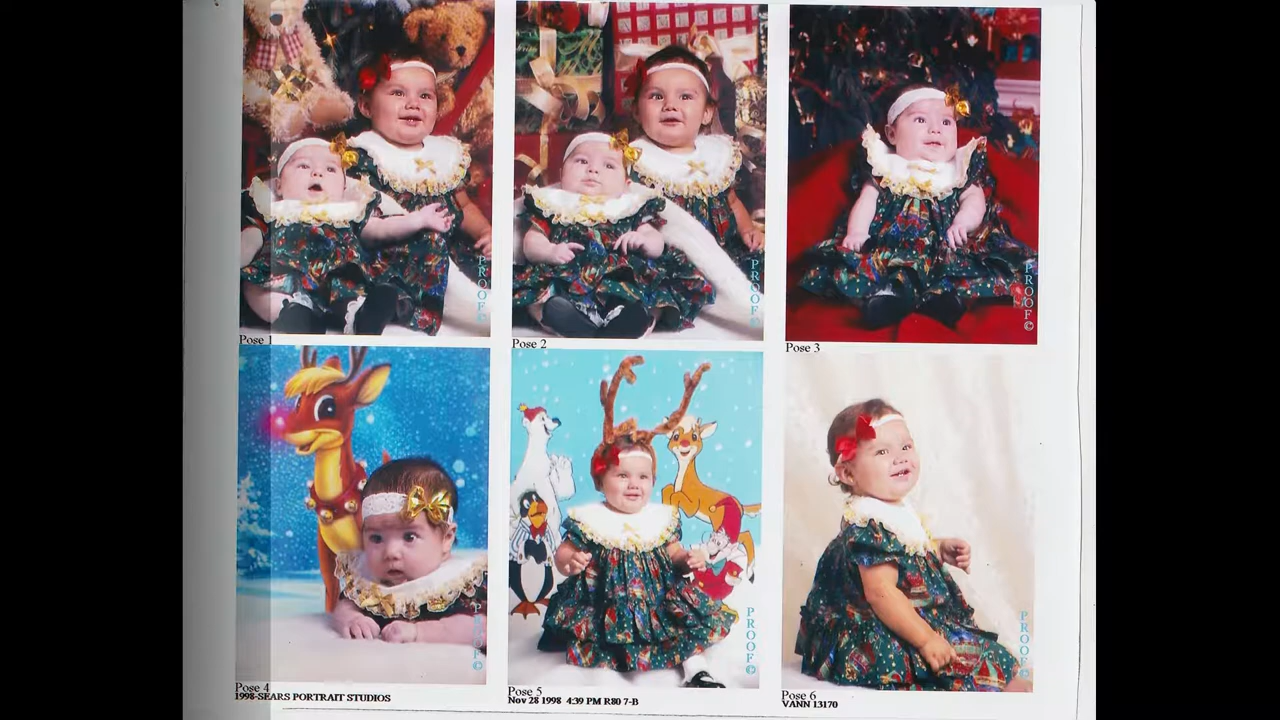 PROOF©
PROOF©
PROOF©
Pose 1
Pose 2
Pose 3
PROOF©
PROOF©
PROOF©
Pose 4
Pose 5
Pose 6
1998-SEARS PORTRAIT STUDIOS
Nov 28 1998 4:39 PM R80 7-B
VANN 13170